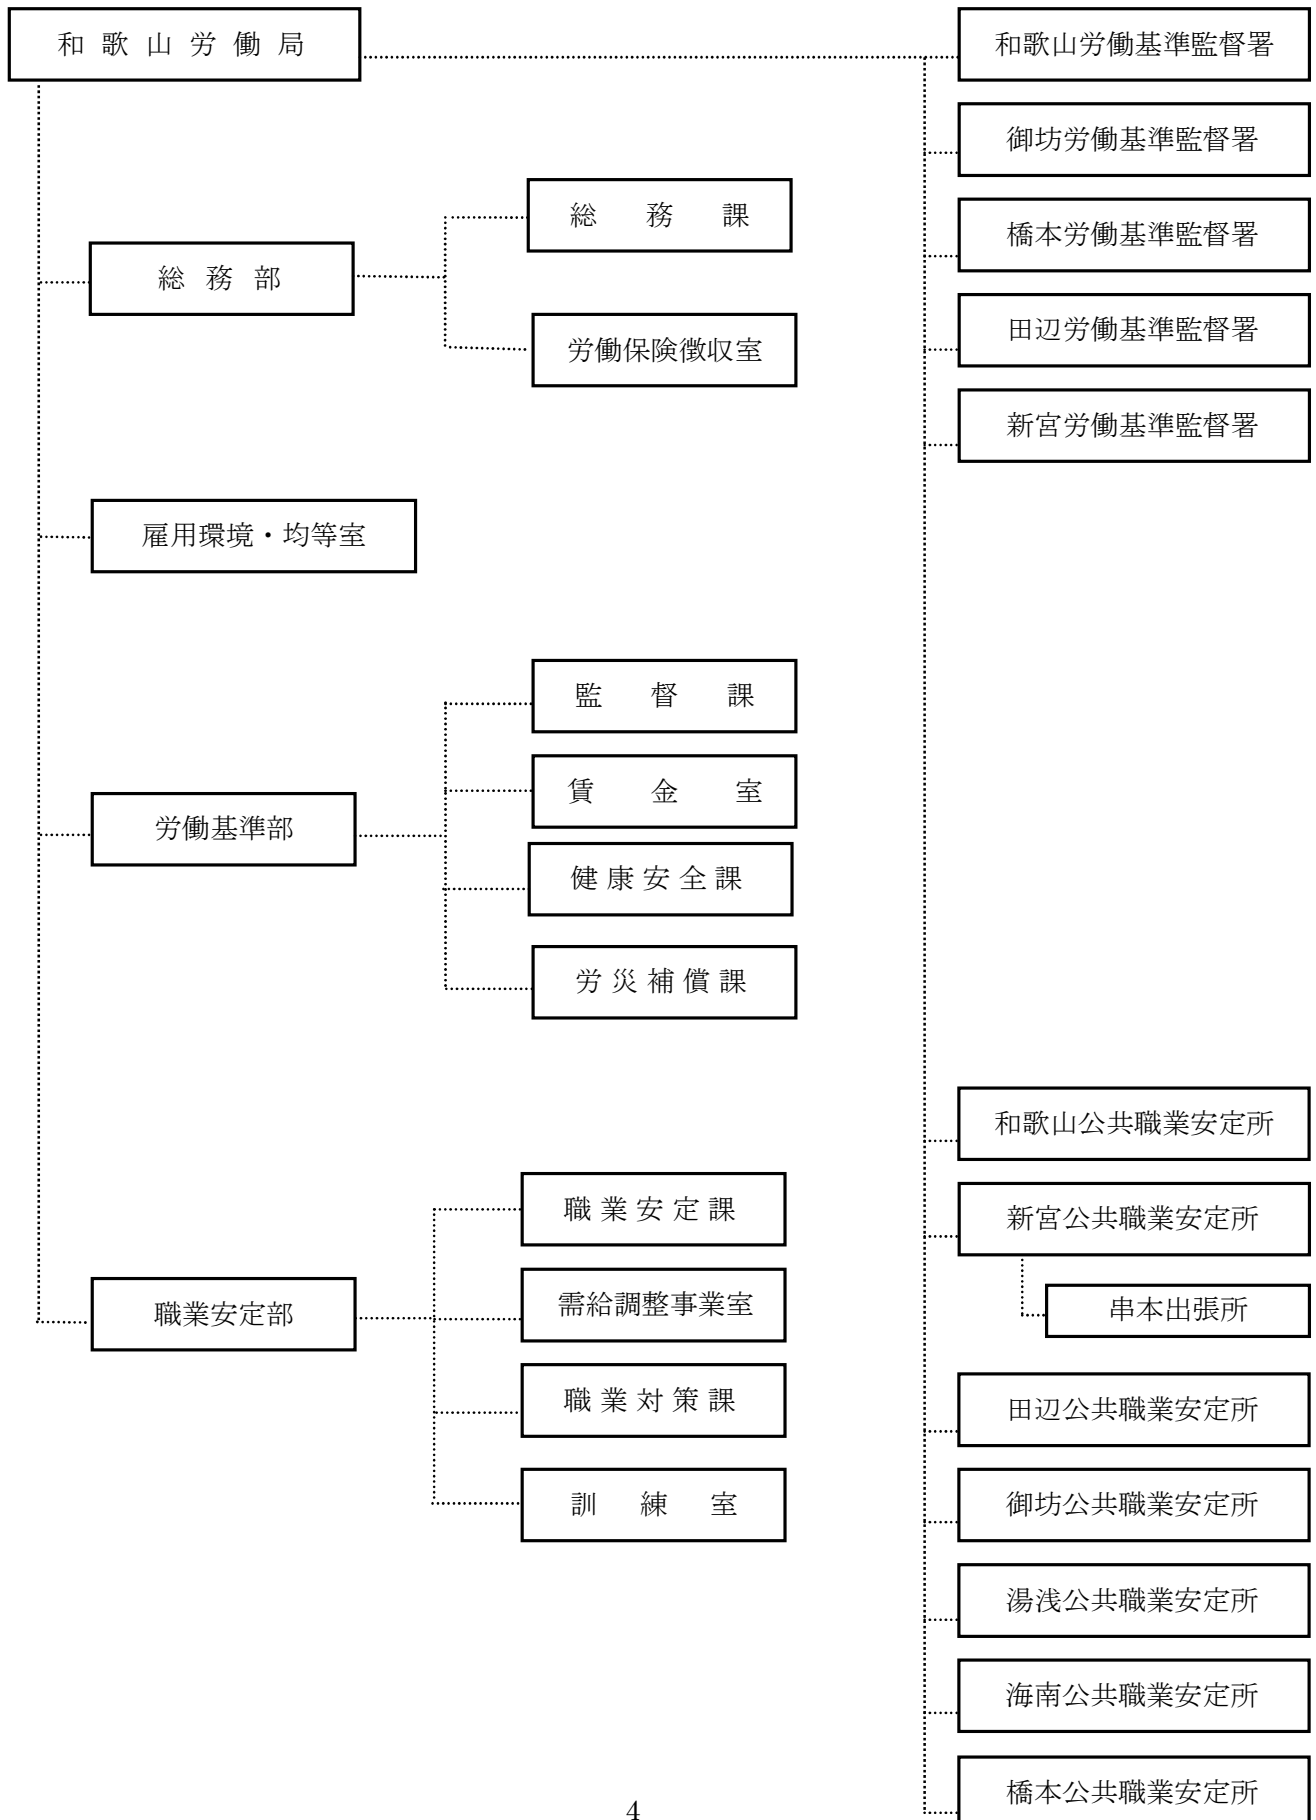 和歌山労働局
総務部
総務課
労働保険徴収室
雇用環境・均等室
労働基準部
監督課
賃金室
健康安全課
労災補償課
職業安定部
職業安定課
需給調整事業室
職業対策課
訓練室
和歌山労働基準監督署
御坊労働基準監督署
橋本労働基準監督署
田辺労働基準監督署
新宮労働基準監督署
和歌山公共職業安定所
新宮公共職業安定所
串本出張所
田辺公共職業安定所
御坊公共職業安定所
湯浅公共職業安定所
海南公共職業安定所
橋本公共職業安定所
4